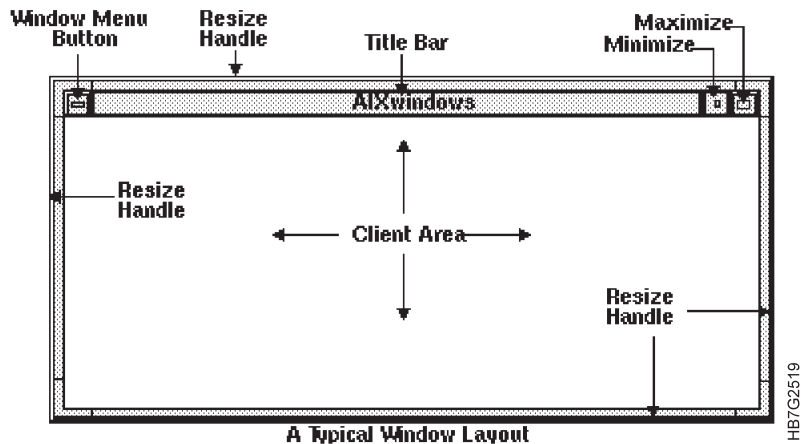 Window Menu
Button
Resize
Handle
Title Bar
Maximize
Minimize
AIXwindows
Resize
Handle
Client Area
Resize
Handle
A Typical Window Layout
HB7G2519